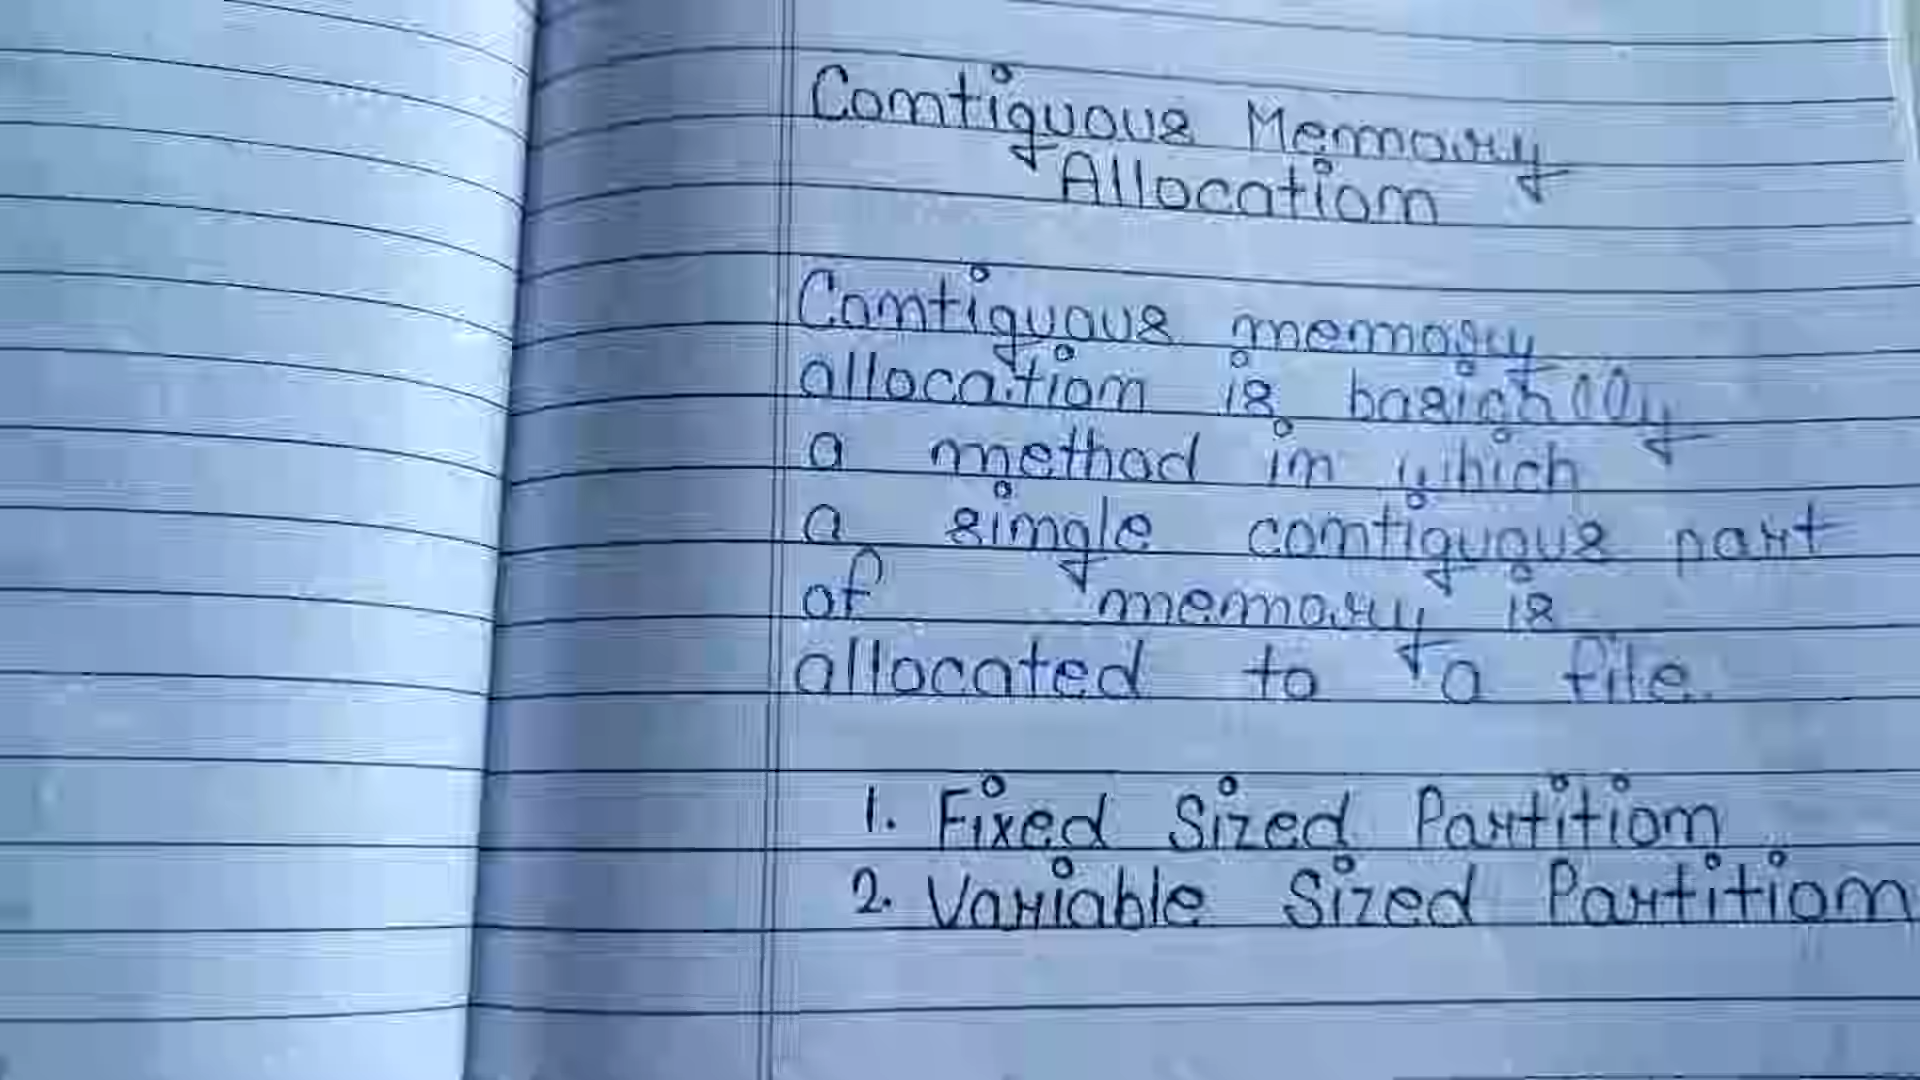 Contiguous Memory
Allocation
Contiguous memory
allocation is basically
a method in which
a single contiguous part
of memory is
allocated to a file.
1. Fixed Sized Partition
2. Variable Sized Partition